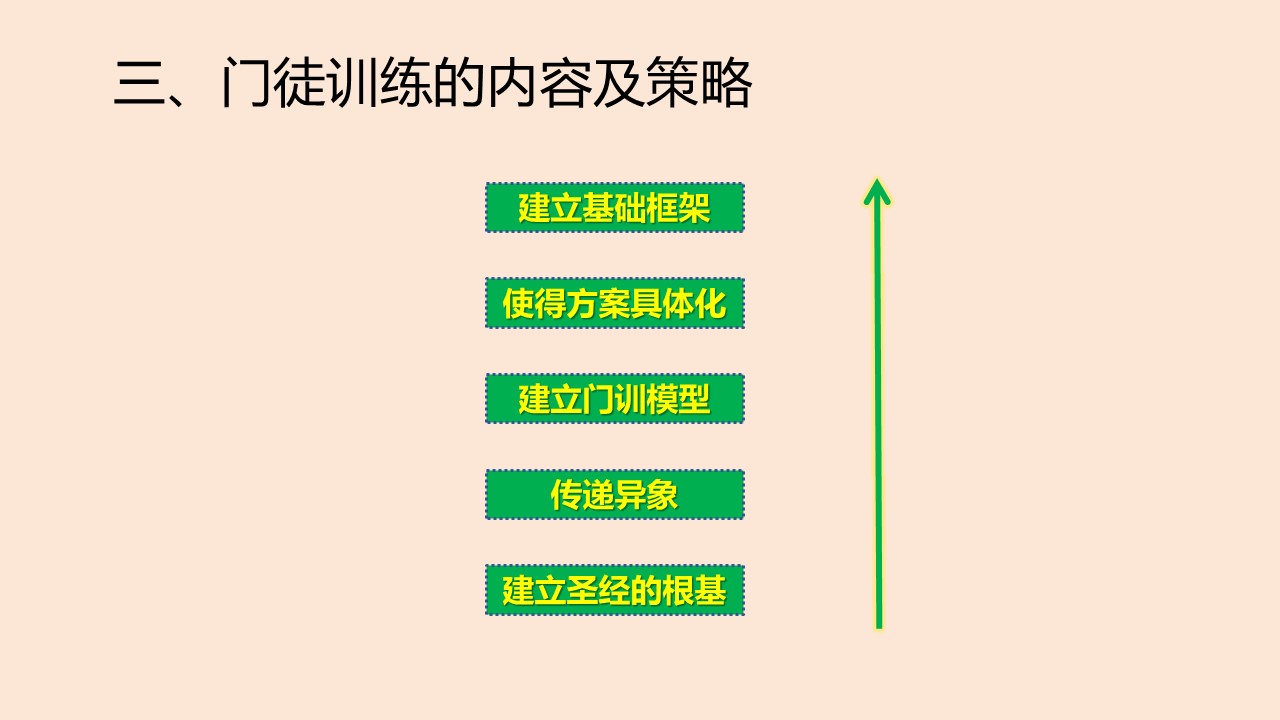 三、门徒训练的内容及策略
建立基础框架
使得方案具体化
建立门训模型
传递异象
建立圣经的根基